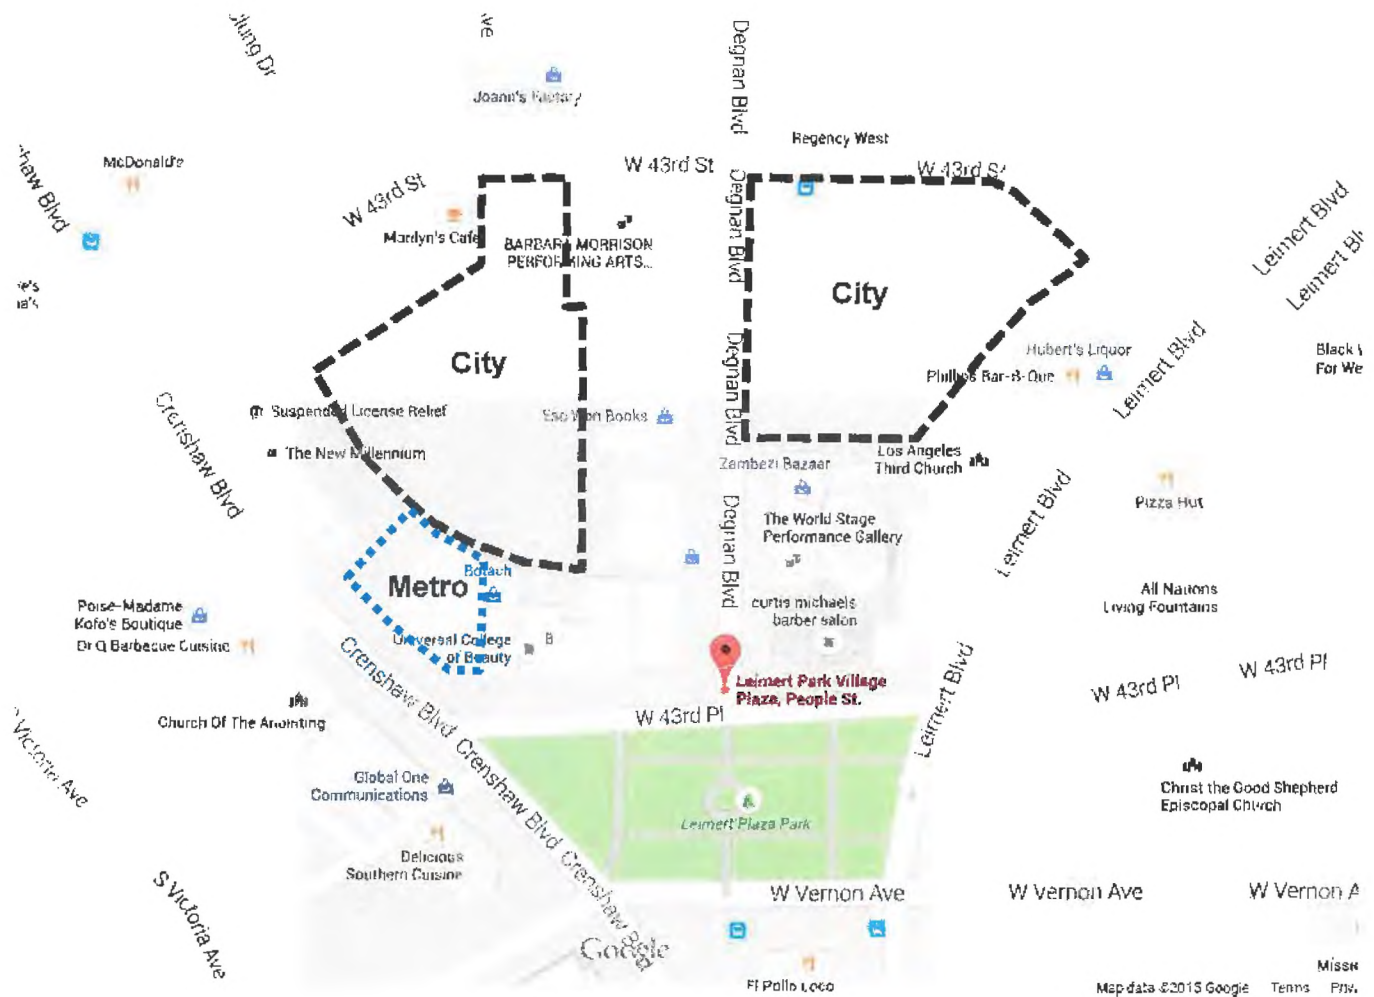 Degnan Blvd
Joann's Factory
Regency West
McDonald's
W 43rd St
W 43rd St
W 43rd St
Marilyn's Cafe
BARBARA MORRISON
PERFORMING ARTS...
Degnan Blvd
Leimert Blvd
City
City
Degnan Blvd
Hubert's Liquor
Leimert Blvd
Phillips Bar-B-Que
Black
For We
Suspended License Relief
Eso Won Books
The New Millennium
Crenshaw Blvd
Zambezi Bazaar
Los Angeles
Third Church
Pizza Hut
The World Stage
Performance Gallery
Degnan Blvd
Leimert Blvd
Metro
Botach
All Nations
Living Fountains
Poise-Madame
Kofo's Boutique
Dr Q Barbecue Cuisine
curtis michaels
barber salon
Universal College
of Beauty
B
Leimert Park Village
Plaza, People St.
W 43rd Pl
W 43rd Pl
W 43rd Pl
Leimert Blvd
Church Of The Anointing
Crenshaw Blvd
Crenshaw Blvd
Crenshaw Blvd
Victoria Ave
Global One
Communications
Christ the Good Shepherd
Episcopal Church
Leimert Plaza Park
Delicious
Southern Cuisine
S Victoria Ave
W Vernon Ave
W Vernon Ave
W Vernon A
Google
El Pollo Loco
Map data ©2015 Google
Terms